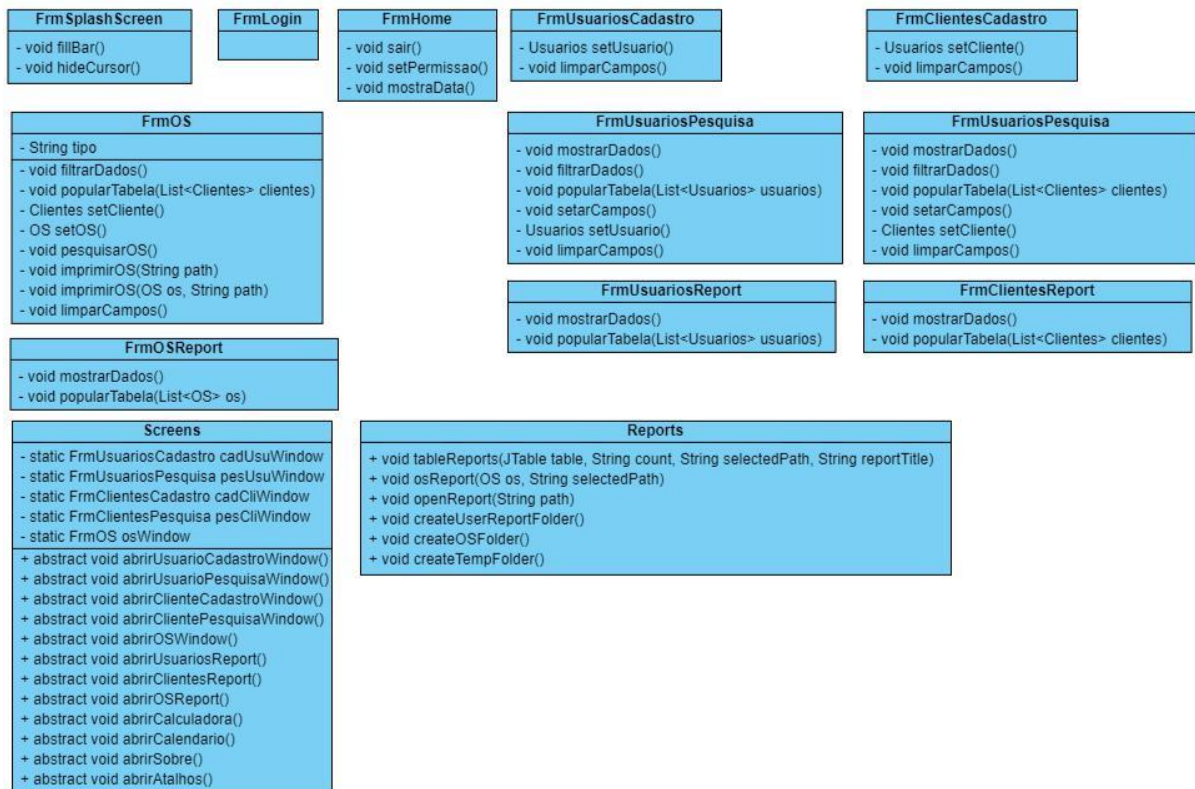 FrmSplashScreen
- void fillBar()
- void hideCursor()
FrmLogin
FrmHome
- void sair()
- void setPermissao()
- void mostraData()
FrmUsuariosCadastro
- Usuarios setUsuario()
- void limparCampos()
FrmClientesCadastro
- Usuarios setCliente()
- void limparCampos()
FrmOS
- String tipo
- void filtrarDados()
- void popularTabela(List<Clientes> clientes)
- Clientes setCliente()
- OS setOS()
- void pesquisarOS()
- void imprimirOS(String path)
- void imprimirOS(OS os, String path)
- void limparCampos()
FrmUsuariosPesquisa
- void mostrarDados()
- void filtrarDados()
- void popularTabela(List<Usuarios> usuarios)
- void setarCampos()
- Usuarios setUsuario()
- void limparCampos()
FrmUsuariosPesquisa
- void mostrarDados()
- void filtrarDados()
- void popularTabela(List<Clientes> clientes)
- void setarCampos()
- Clientes setCliente()
- void limparCampos()
FrmUsuariosReport
- void mostrarDados()
- void popularTabela(List<Usuarios> usuarios)
FrmClientesReport
- void mostrarDados()
- void popularTabela(List<Clientes> clientes)
FrmOSReport
- void mostrarDados()
- void popularTabela(List<OS> os)
Screens
- static FrmUsuariosCadastro cadUsuWindow
- static FrmUsuariosPesquisa pesUsuWindow
- static FrmClientesCadastro cadCliWindow
- static FrmClientesPesquisa pesCliWindow
- static FrmOS osWindow
+ abstract void abrirUsuarioCadastroWindow()
+ abstract void abrirUsuarioPesquisaWindow()
+ abstract void abrirClienteCadastroWindow()
+ abstract void abrirClientePesquisaWindow()
+ abstract void abrirOSWindow()
+ abstract void abrirUsuariosReport()
+ abstract void abrirClientesReport()
+ abstract void abrirOSReport()
+ abstract void abrirCalculadora()
+ abstract void abrirCalendario()
+ abstract void abrirSobre()
+ abstract void abrirAtalhos()
Reports
+ void tableReports(JTable table, String count, String selectedPath, String reportTitle)
+ void osReport(OS os, String selectedPath)
+ void openReport(String path)
+ void createUserReportFolder()
+ void createOSFolder()
+ void createTempFolder()